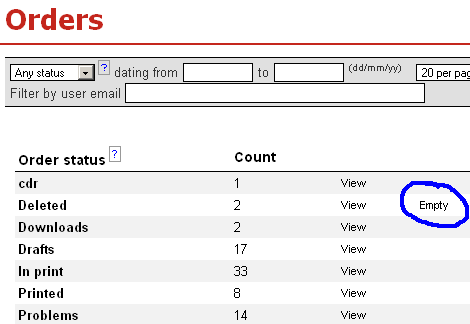 Orders
Any status ? dating from to (dd/mm/yy) 20 per pag
Filter by user email
Order status ? Count
cdr 1 View
Deleted 2 View Empty
Downloads 2 View
Drafts 17 View
In print 33 View
Printed 8 View
Problems 14 View